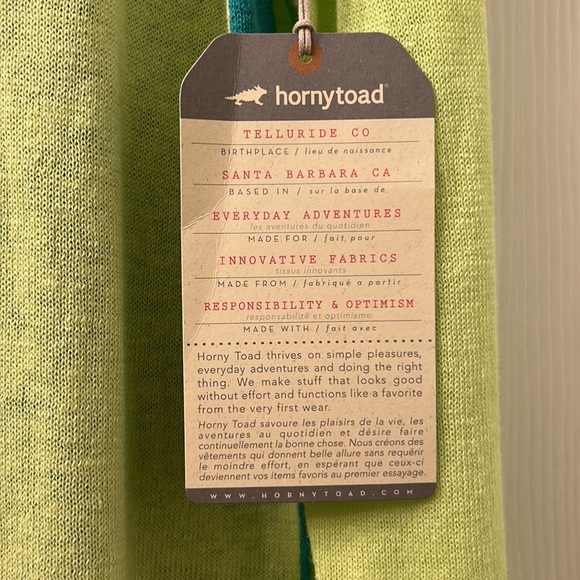 hornytoad®
TELLURIDE CO
BIRTHPLACE / lieu de naissance
SANTA BARBARA CA
BASED IN / sur la base de
EVERYDAY ADVENTURES
les aventures du quotidien
MADE FOR / fait pour
INNOVATIVE FABRICS
tissus innovants
MADE FROM / fabriqué a partir
RESPONSIBILITY & OPTIMISM
responsabilité et optimisme
MADE WITH / fait avec
Horny Toad thrives on simple pleasures,
everyday adventures and doing the right
thing. We make stuff that looks good
without effort and functions like a favorite
from the very first wear.
Horny Toad savoure les plaisirs de la vie, les
aventures au quotidien et désire faire
continuellement la bonne chose. Nous créons des
vêtements qui donnent belle allure sans requérir
le moindre effort, en espérant que ceux-ci
deviennent vos items favoris au premier essayage.
WWW.HORNYTOAD.COM